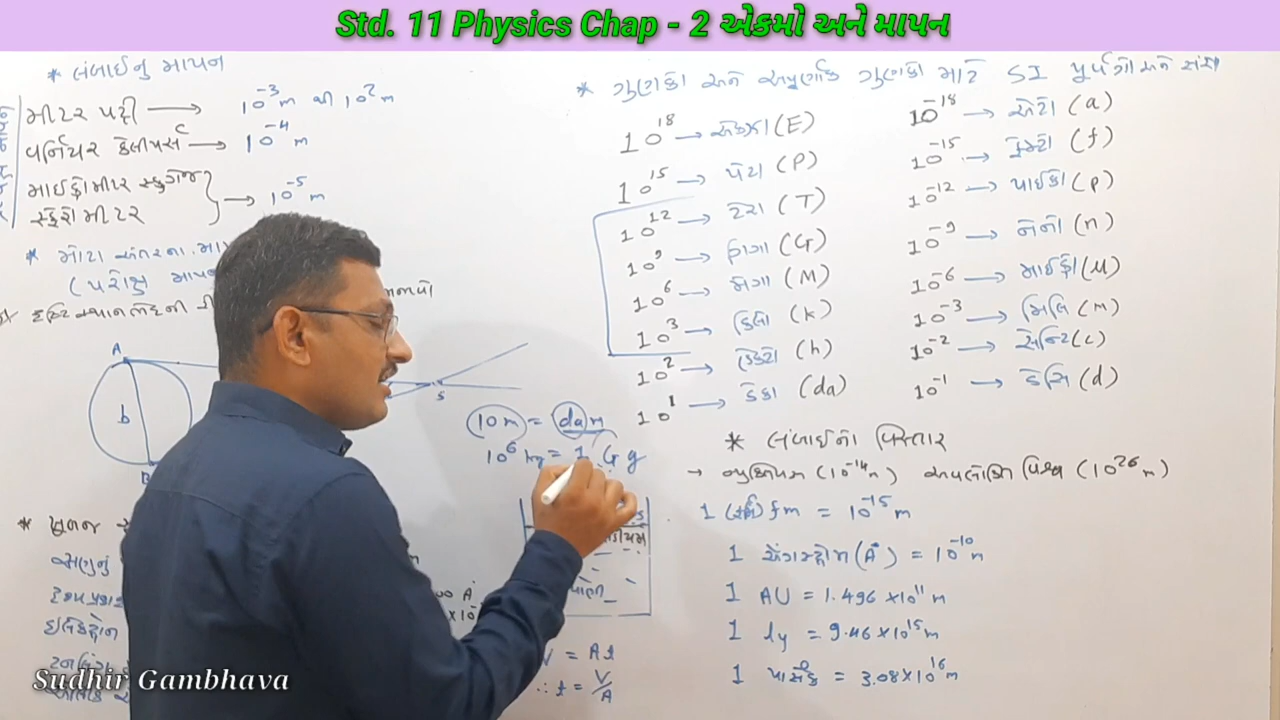 Std. 11 Physics Chap - 2 એકમો અને માપન
* લંબાઈનું માપન
મીટર પટ્ટી → 10⁻³ m થી 10² m
વર્નિયર કેલીપર્સ → 10⁻⁴ m
માઈક્રોમીટર સ્ક્રુગેજ
સ્ફેરોમીટર } → 10⁻⁵ m
* મોટા અંતરના
(પરોક્ષ
A
b
B
S
10 m = dam
10⁶ kg = 1 G g
* ગુણકો અને અપૂર્ણાંક ગુણકો માટે SI પૂર્વગો અને
10¹⁸ → એક્ઝા (E)
10¹⁵ → પેટા (P)
10¹² → ટેરા (T)
10⁹ → ગિગા (G)
10⁶ → મેગા (M)
10³ → કિલો (k)
10² → હેક્ટો (h)
10¹ → ડેકા (da)
10⁻¹⁸ → એટો (a)
10⁻¹⁵ → ફેમ્ટો (f)
10⁻¹² → પાઈકો (p)
10⁻⁹ → નેનો (n)
10⁻⁶ → માઈક્રો (μ)
10⁻³ → મિલિ (m)
10⁻² → સેન્ટિ (c)
10⁻¹ → ડેસિ (d)
* લંબાઈનો વિસ્તાર
→ ન્યુક્લિયસ (10⁻¹⁴ m) અવલોકિત વિશ્વ (10²⁶ m)
1 (ફર્મી) fm = 10⁻¹⁵ m
1 એંગસ્ટ્રોમ (A°) = 10⁻¹⁰ m
1 AU = 1.496 × 10¹¹ m
1 ly = 9.46 × 10¹⁵ m
1 પાર્સેક = 3.08 × 10¹⁶ m
V = At
∴ t = V/A
* ખુબજ
અણુનું
Sudhir Gambhava